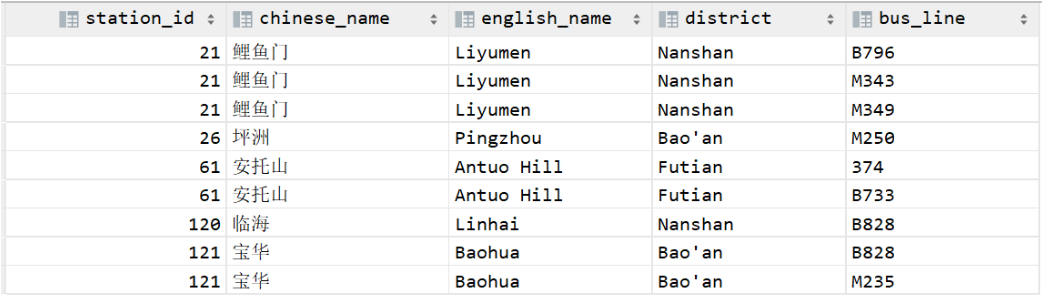 station_id chinese_name english_name district bus_line
21 鲤鱼门 Liyumen Nanshan B796
21 鲤鱼门 Liyumen Nanshan M343
21 鲤鱼门 Liyumen Nanshan M349
26 坪洲 Pingzhou Bao'an M250
61 安托山 Antuo Hill Futian 374
61 安托山 Antuo Hill Futian B733
120 临海 Linhai Nanshan B828
121 宝华 Baohua Bao'an B828
121 宝华 Baohua Bao'an M235